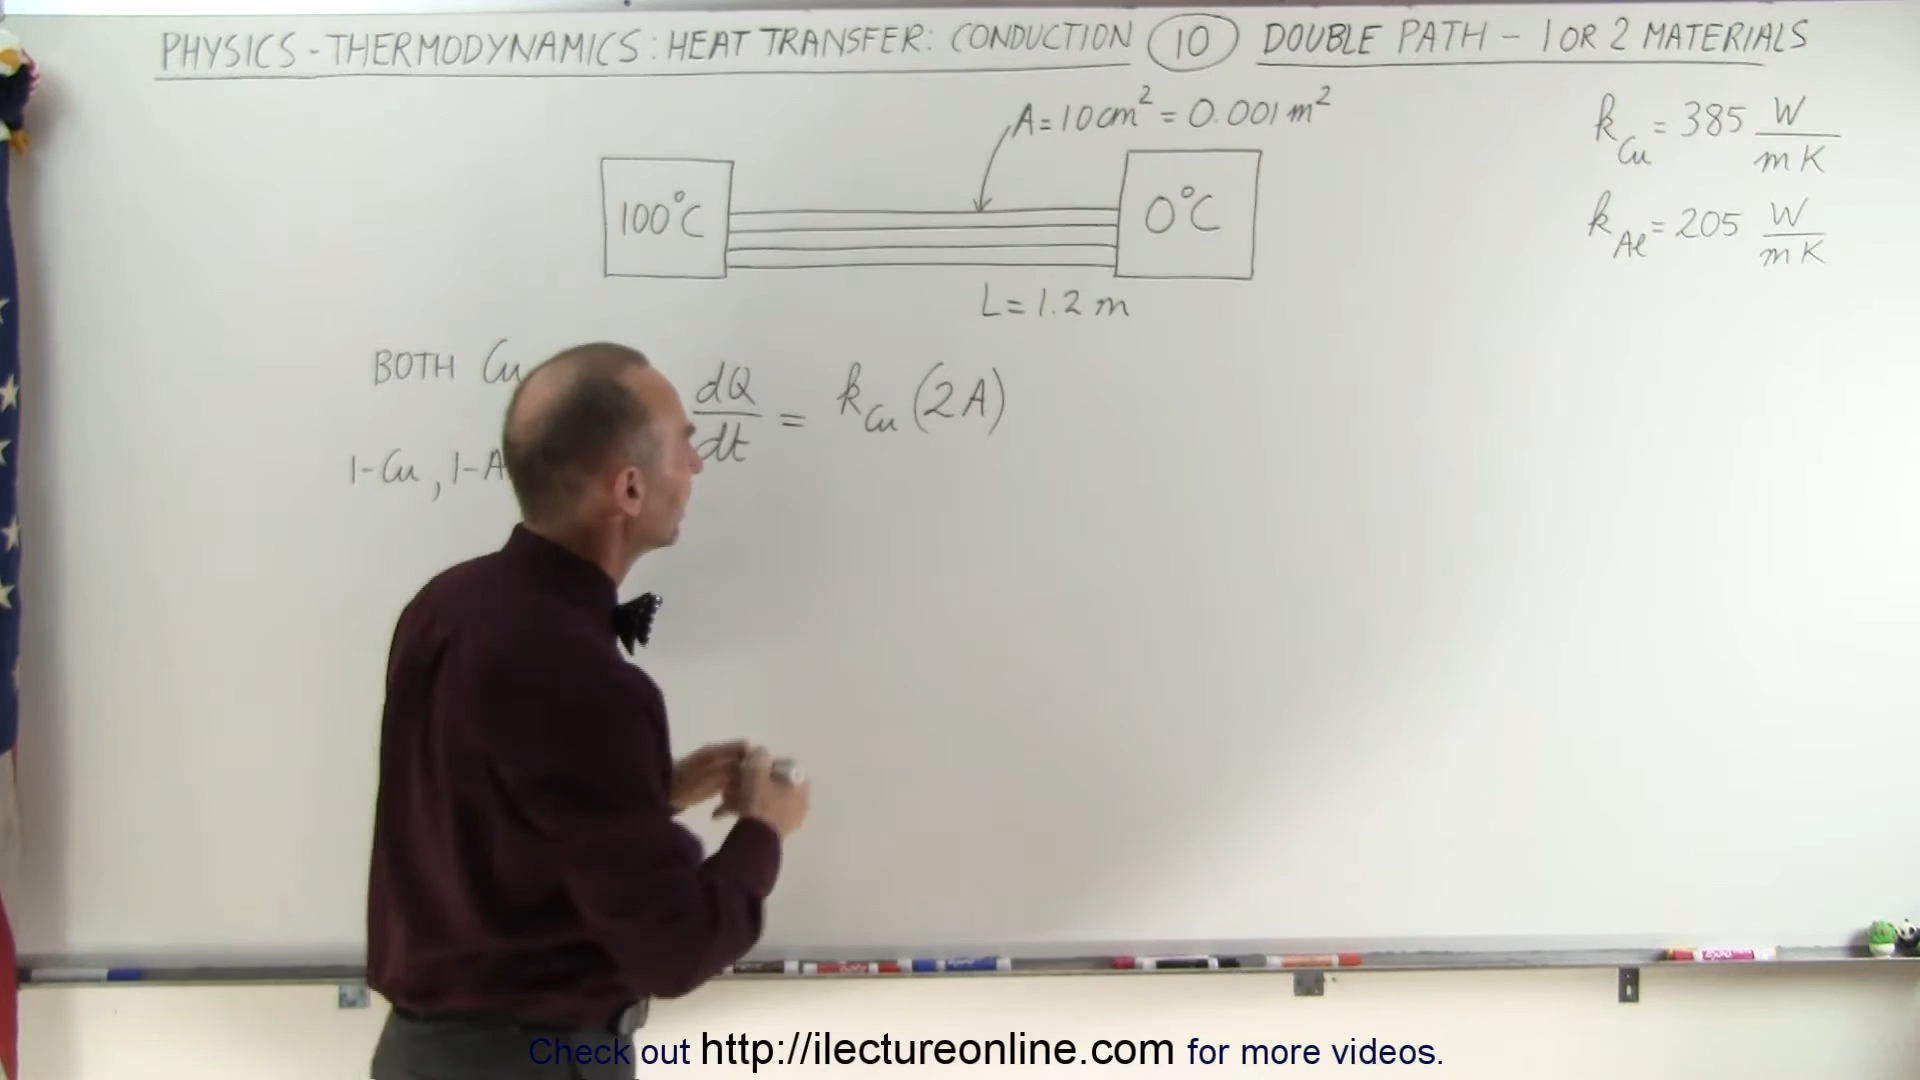 PHYSICS - THERMODYNAMICS: HEAT TRANSFER: CONDUCTION 10 DOUBLE PATH - 1 OR 2 MATERIALS
A = 10 cm² = 0.001 m²
k_Cu = 385 W/mK
100°C
0°C
k_Al = 205 W/mK
L = 1.2 m
BOTH Cu
dQ/dt = k_Cu (2A)
1-Cu, 1-A
Check out http://ilectureonline.com for more videos.